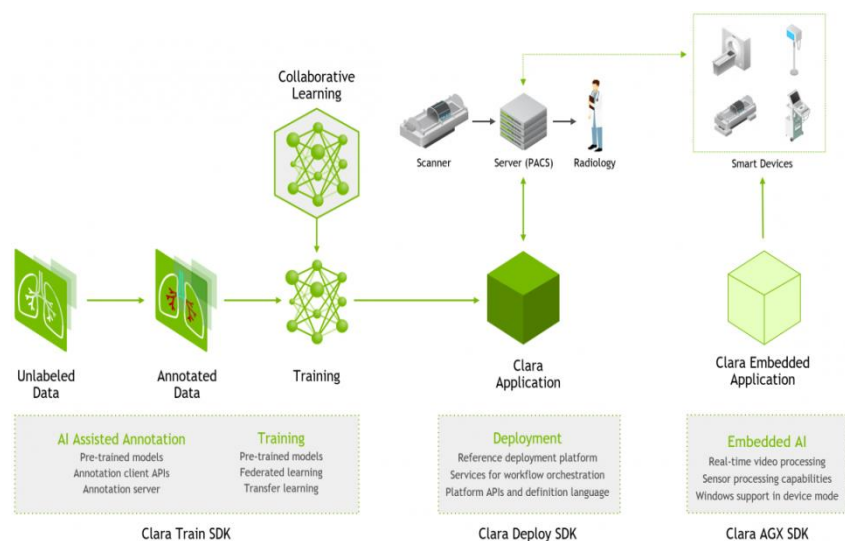 Collaborative
Learning
Scanner
Server (PACS)
Radiology
Smart Devices
Unlabeled
Data
Annotated
Data
Training
Clara
Application
Clara Embedded
Application
AI Assisted Annotation
Pre-trained models
Annotation client APIs
Annotation server
Training
Pre-trained models
Federated learning
Transfer learning
Deployment
Reference deployment platform
Services for workflow orchestration
Platform APIs and definition language
Embedded AI
Real-time video processing
Sensor processing capabilities
Windows support in device mode
Clara Train SDK
Clara Deploy SDK
Clara AGX SDK